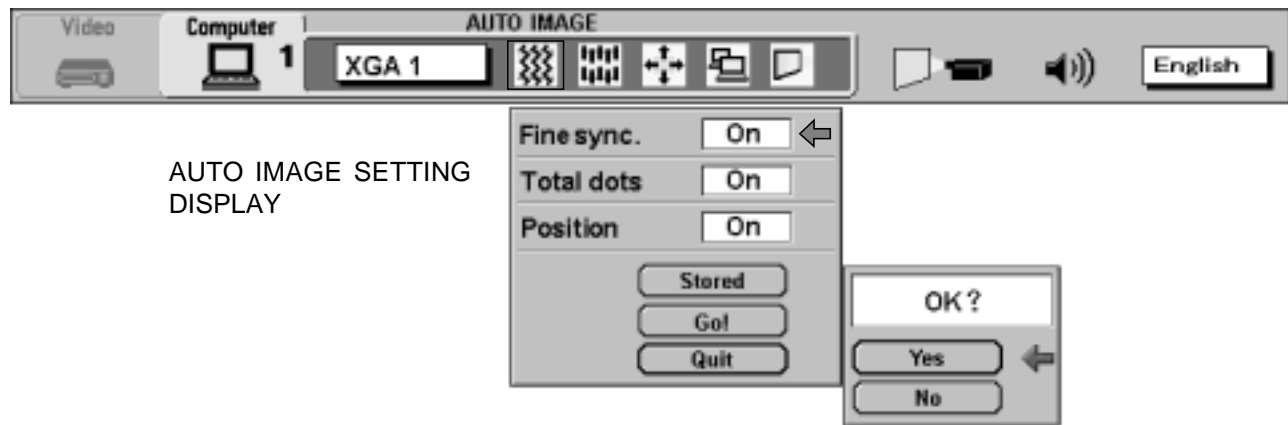 Video
Computer 1
AUTO IMAGE
XGA 1
English
AUTO IMAGE SETTING
DISPLAY
Fine sync. On
Total dots On
Position On
Stored
Go!
Quit
OK?
Yes
No